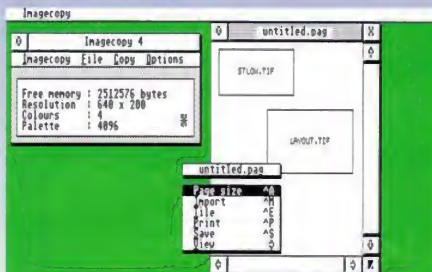 Imagecopy
Imagecopy 4
Imagecopy File Copy Options
Free memory : 2512576 bytes
Resolution : 640 x 200
Colours : 4
Palette : 4096
untitled.pag
STLOW.TIF
LAYOUT.TIF
untitled.pag
Page size ^A
Import ^M
Tile ^E
Print ^P
Save ^S
View